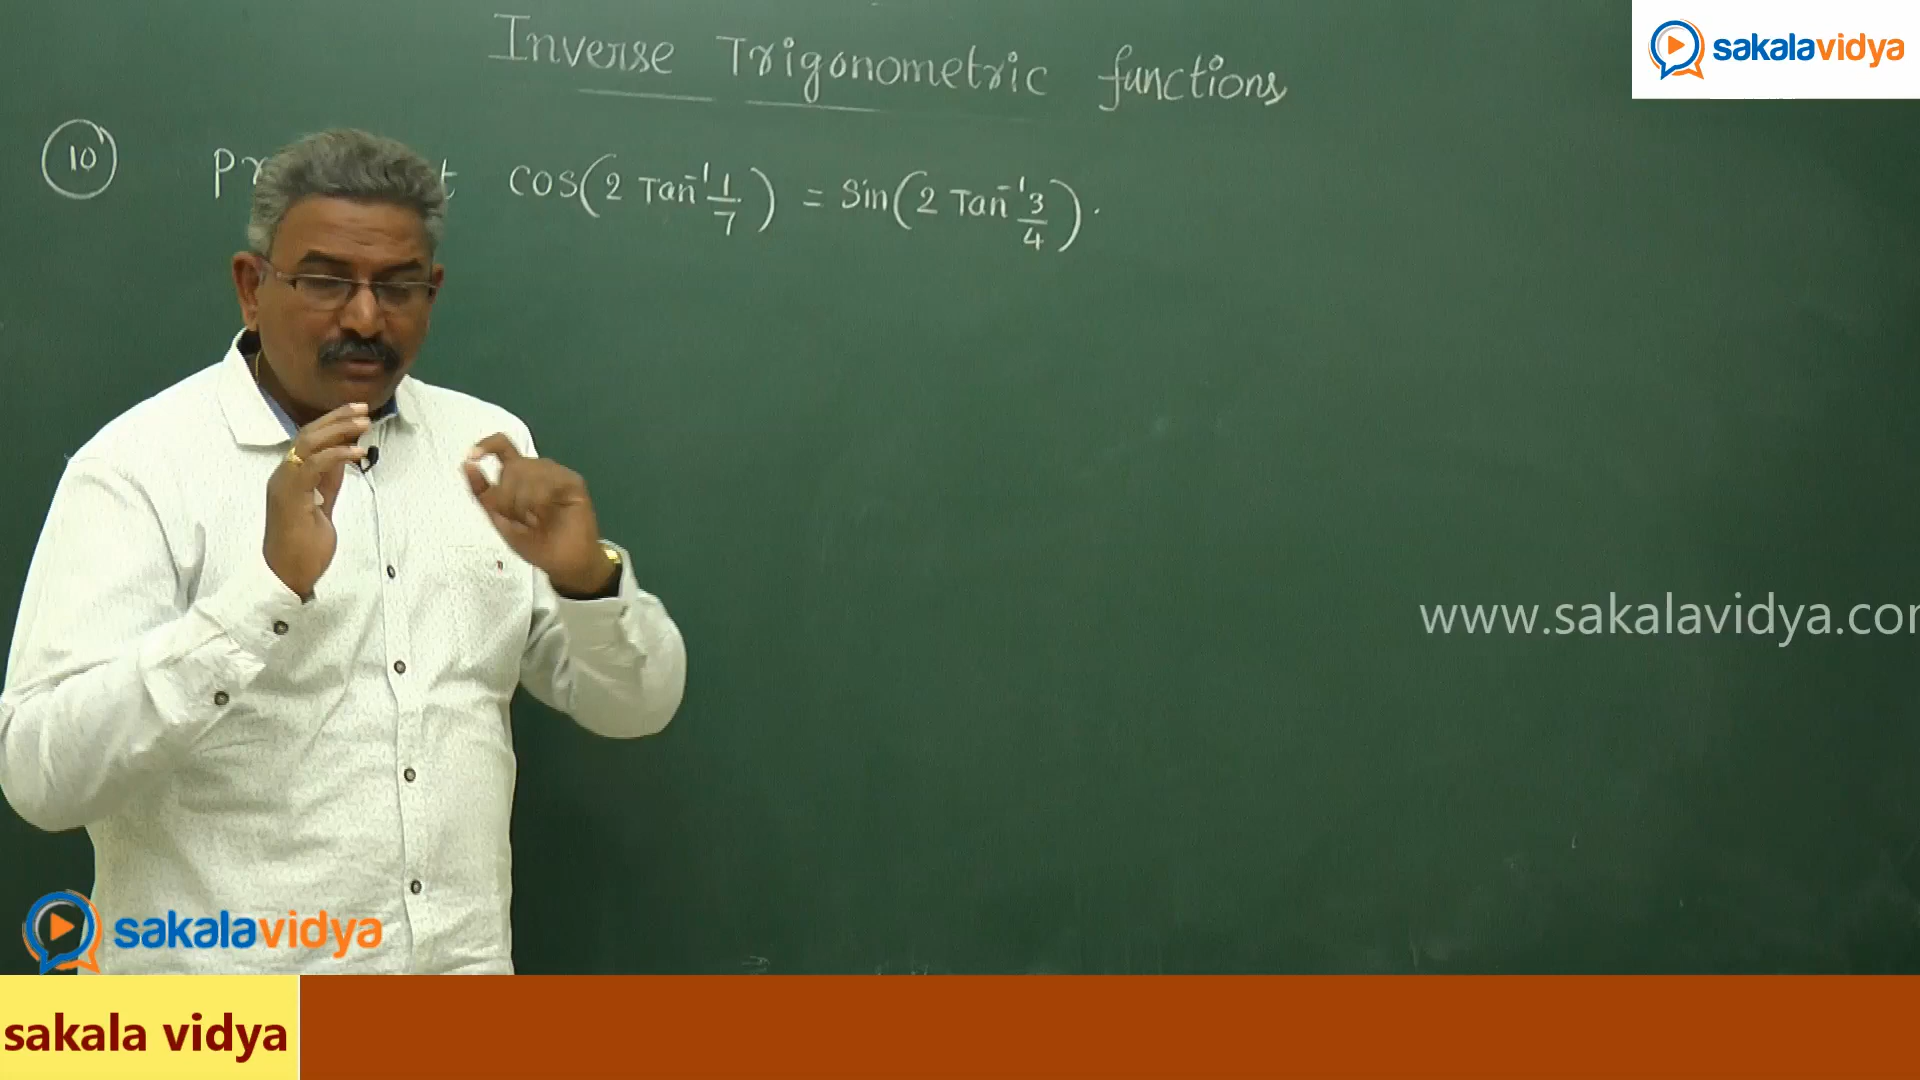 Inverse Trigonometric functions
sakalavidya
10 cos(2 Tan⁻¹ 1/7) = Sin(2 Tan⁻¹ 3/4).
www.sakalavidya.co
sakalavidya
sakala vidya